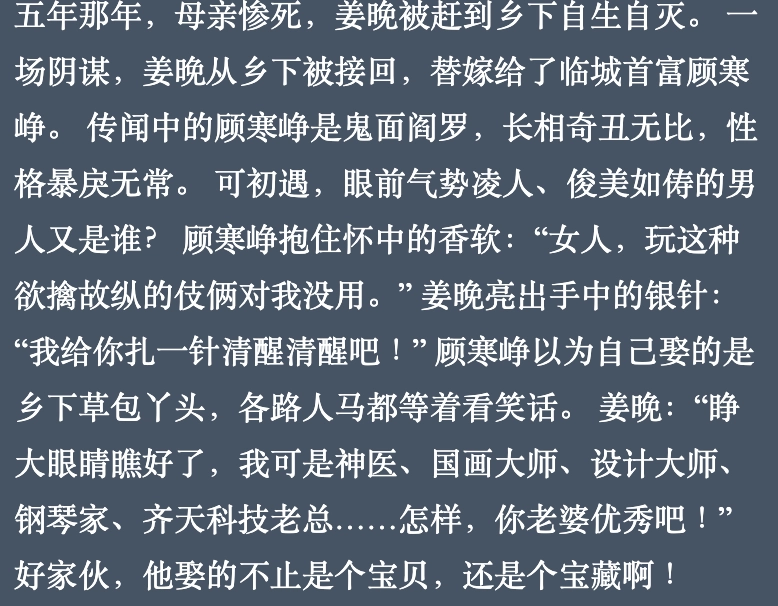 五年那年，母亲惨死，姜晚被赶到乡下自生自灭。 一
场阴谋，姜晚从乡下被接回，替嫁给了临城首富顾寒
峥。 传闻中的顾寒峥是鬼面阎罗，长相奇丑无比，性
格暴戾无常。 可初遇，眼前气势凌人、俊美如俦的男
人又是谁？ 顾寒峥抱住怀中的香软：“女人，玩这种
欲擒故纵的伎俩对我没用。” 姜晚亮出手中的银针：
“我给你扎一针清醒清醒吧！” 顾寒峥以为自己娶的是
乡下草包丫头，各路人马都等着看笑话。 姜晚：“睁
大眼睛瞧好了，我可是神医、国画大师、设计大师、
钢琴家、齐天科技老总……怎样，你老婆优秀吧！”
好家伙，他娶的不止是个宝贝，还是个宝藏啊！